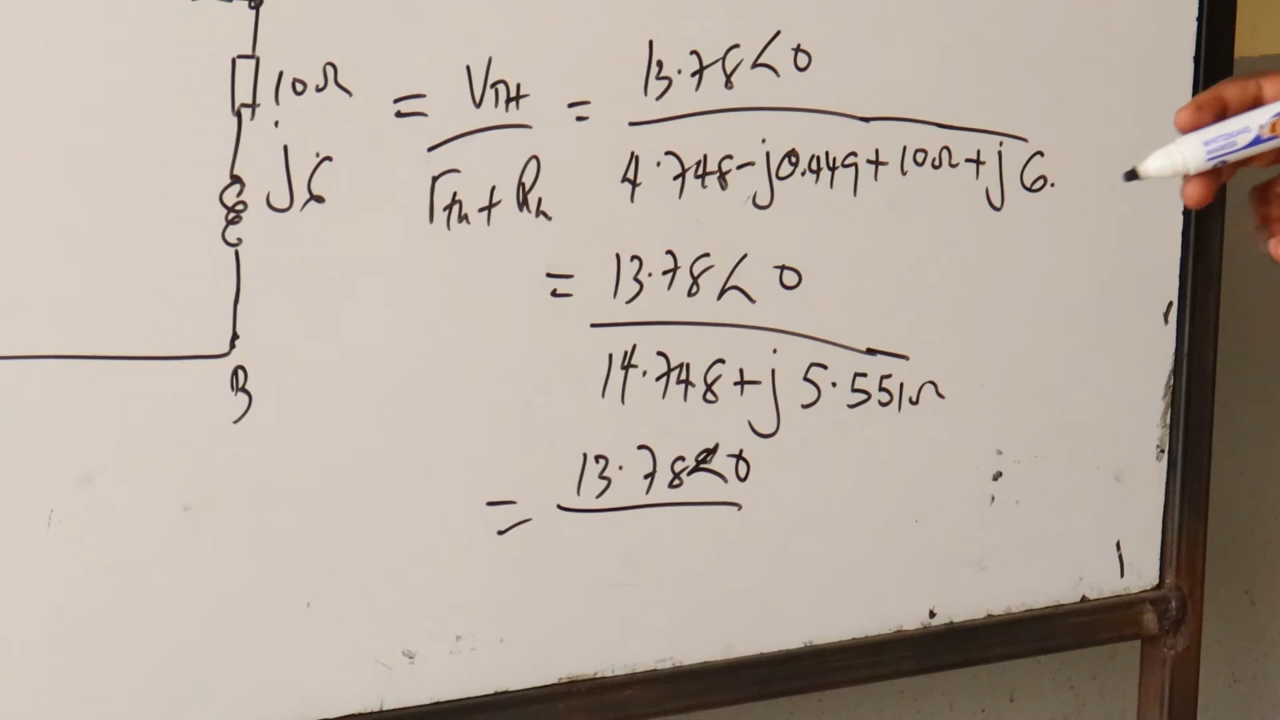 10Ω
j6
= VTH / rth + RL = 13.78∠0 / 4.748-j0.449+10Ω+j6.
= 13.78∠0 / 14.748+j5.551Ω
B
= 13.78∠0